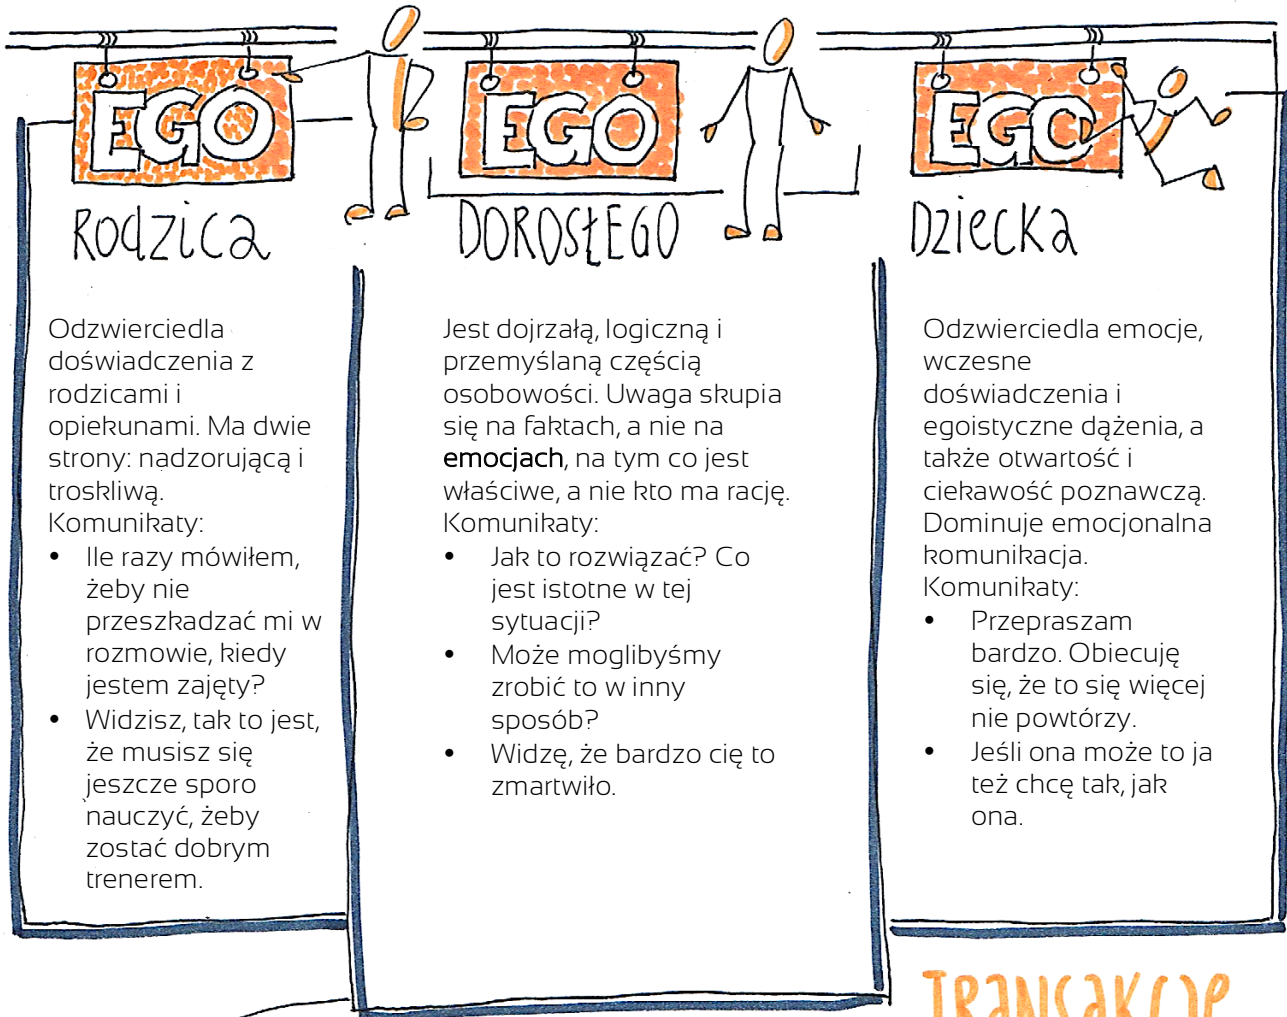 EGO
Rodzica
Odzwierciedla
doświadczenia z
rodzicami i
opiekunami. Ma dwie
strony: nadzorującą i
troskliwą.
Komunikaty:
• Ile razy mówiłem,
żeby nie
przeszkadzać mi w
rozmowie, kiedy
jestem zajęty?
• Widzisz, tak to jest,
że musisz się
jeszcze sporo
nauczyć, żeby
zostać dobrym
trenerem.
EGO
DOROSŁEGO
Jest dojrzałą, logiczną i
przemyślaną częścią
osobowości. Uwaga skupia
się na faktach, a nie na
emocjach, na tym co jest
właściwe, a nie kto ma rację.
Komunikaty:
• Jak to rozwiązać? Co
jest istotne w tej
sytuacji?
• Może moglibyśmy
zrobić to w inny
sposób?
• Widzę, że bardzo cię to
zmartwiło.
EGO
Dziecka
Odzwierciedla emocje,
wczesne
doświadczenia i
egoistyczne dążenia, a
także otwartość i
ciekawość poznawczą.
Dominuje emocjonalna
komunikacja.
Komunikaty:
• Przepraszam
bardzo. Obiecuję
się, że to się więcej
nie powtórzy.
• Jeśli ona może to ja
też chcę tak, jak
ona.
TRANSAKCJE